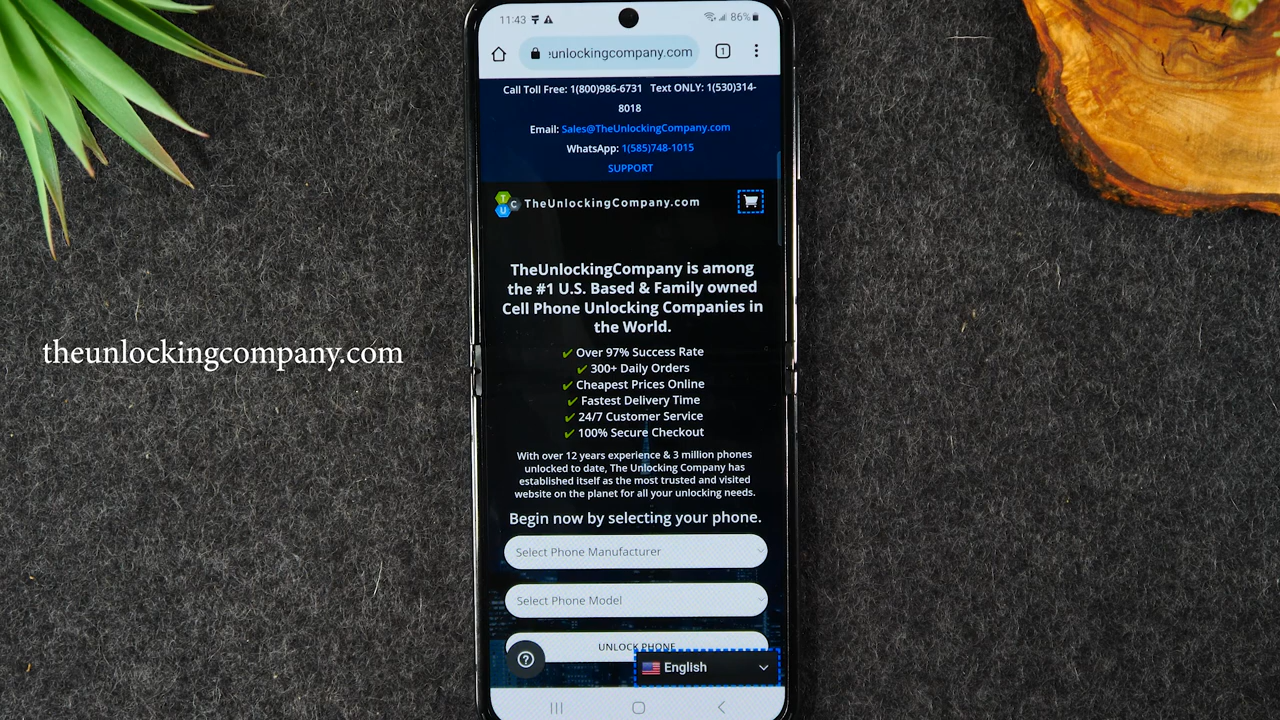 11:43
86%
:unlockingcompany.com
1
Call Toll Free: 1(800)986-6731 Text ONLY: 1(530)314-
8018
Email: Sales@TheUnlockingCompany.com
WhatsApp: 1(585)748-1015
SUPPORT
T
U
C
TheUnlockingCompany.com
TheUnlockingCompany is among
the #1 U.S. Based & Family owned
Cell Phone Unlocking Companies in
the World.
✔ Over 97% Success Rate
✔ 300+ Daily Orders
✔ Cheapest Prices Online
✔ Fastest Delivery Time
✔ 24/7 Customer Service
✔ 100% Secure Checkout
With over 12 years experience & 3 million phones
unlocked to date, The Unlocking Company has
established itself as the most trusted and visited
website on the planet for all your unlocking needs.
Begin now by selecting your phone.
Select Phone Manufacturer
Select Phone Model
UNLOCK PHONE
?
English
theunlockingcompany.com